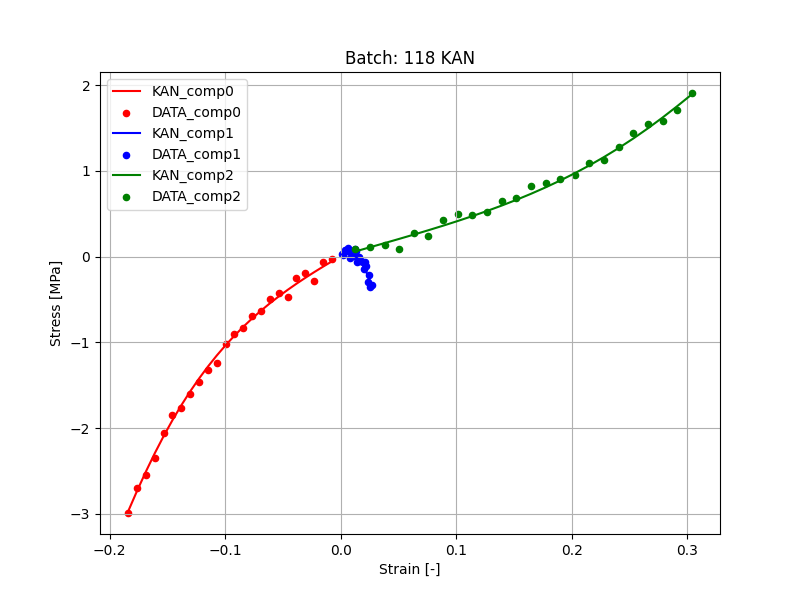 Batch: 118 KAN
KAN_comp0
DATA_comp0
KAN_comp1
DATA_comp1
KAN_comp2
DATA_comp2
2
1
0
−1
−2
−3
Stress [MPa]
−0.2 −0.1 0.0 0.1 0.2 0.3
Strain [-]